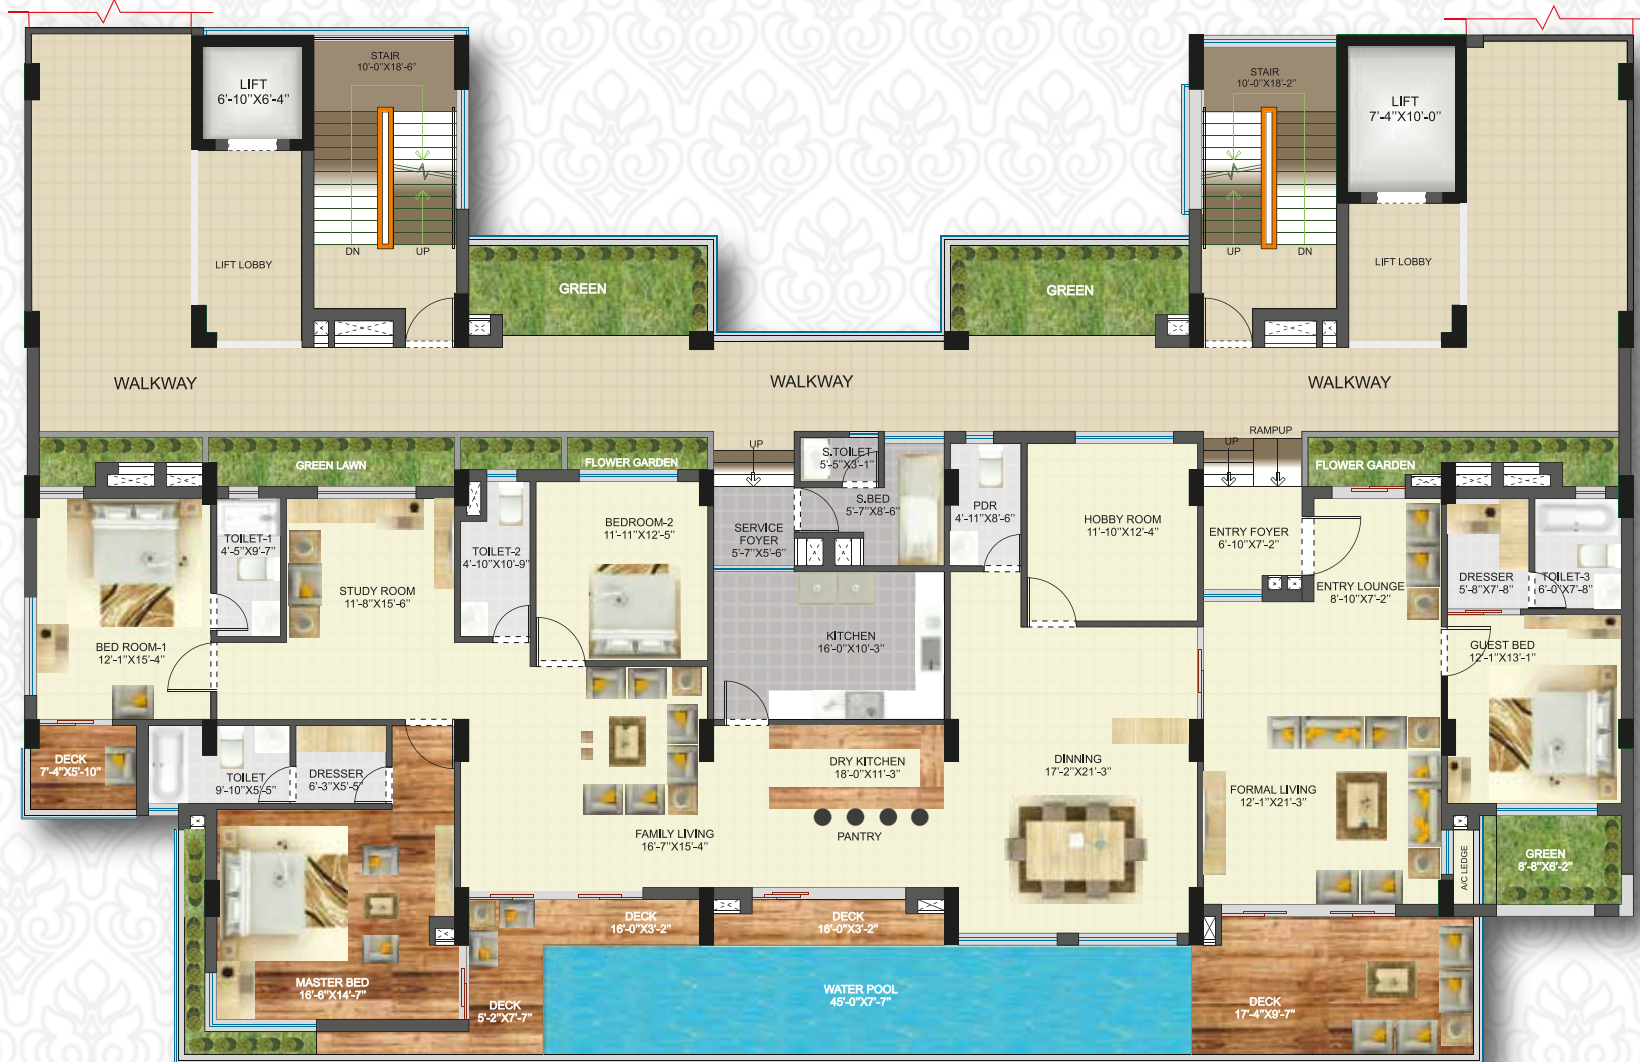 STAIR
10'-0"X18'-6"
LIFT
6'-10"X6'-4"
STAIR
10'-0"X18'-2"
LIFT
7'-4"X10'-0"
DN
UP
UP
DN
LIFT LOBBY
LIFT LOBBY
GREEN
GREEN
WALKWAY
WALKWAY
WALKWAY
GREEN LAWN
FLOWER GARDEN
UP
S.TOILET
5'-5"X3'-1"
S.BED
5'-7"X8'-6"
SERVICE
FOYER
5'-7"X5'-6"
PDR
4'-11"X8'-6"
HOBBY ROOM
11'-10"X12'-4"
UP
RAMPUP
FLOWER GARDEN
ENTRY FOYER
6'-10"X7'-2"
ENTRY LOUNGE
8'-10"X7'-2"
DRESSER
5'-8"X7'-8"
TOILET-3
6'-0"X7'-8"
TOILET-1
4'-5"X9'-7"
STUDY ROOM
11'-8"X15'-6"
TOILET-2
4'-10"X10'-9"
BEDROOM-2
11'-11"X12'-5"
BED ROOM-1
12'-1"X15'-4"
KITCHEN
16'-0"X10'-3"
GUEST BED
12'-1"X13'-1"
DECK
7'-4"X5'-10"
TOILET
9'-10"X5'-5"
DRESSER
6'-3"X5'-5"
DRY KITCHEN
18'-0"X11'-3"
DINNING
17'-2"X21'-3"
FORMAL LIVING
12'-1"X21'-3"
FAMILY LIVING
16'-7"X15'-4"
PANTRY
A/C LEDGE
GREEN
8'-8"X6'-2"
DECK
16'-0"X3'-2"
DECK
16'-0"X3'-2"
MASTER BED
16'-6"X14'-7"
DECK
5'-2"X7'-7"
WATER POOL
45'-0"X7'-7"
DECK
17'-4"X9'-7"